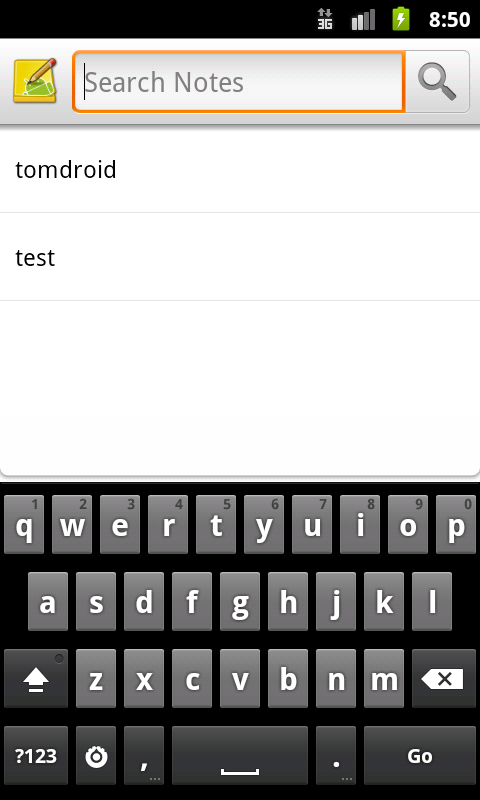 3G 8:50
Search Notes
tomdroid
test
1 2 3 4 5 6 7 8 9 0
q w e r t y u i o p
a s d f g h j k l
z x c v b n m
?123 , ... . ... Go